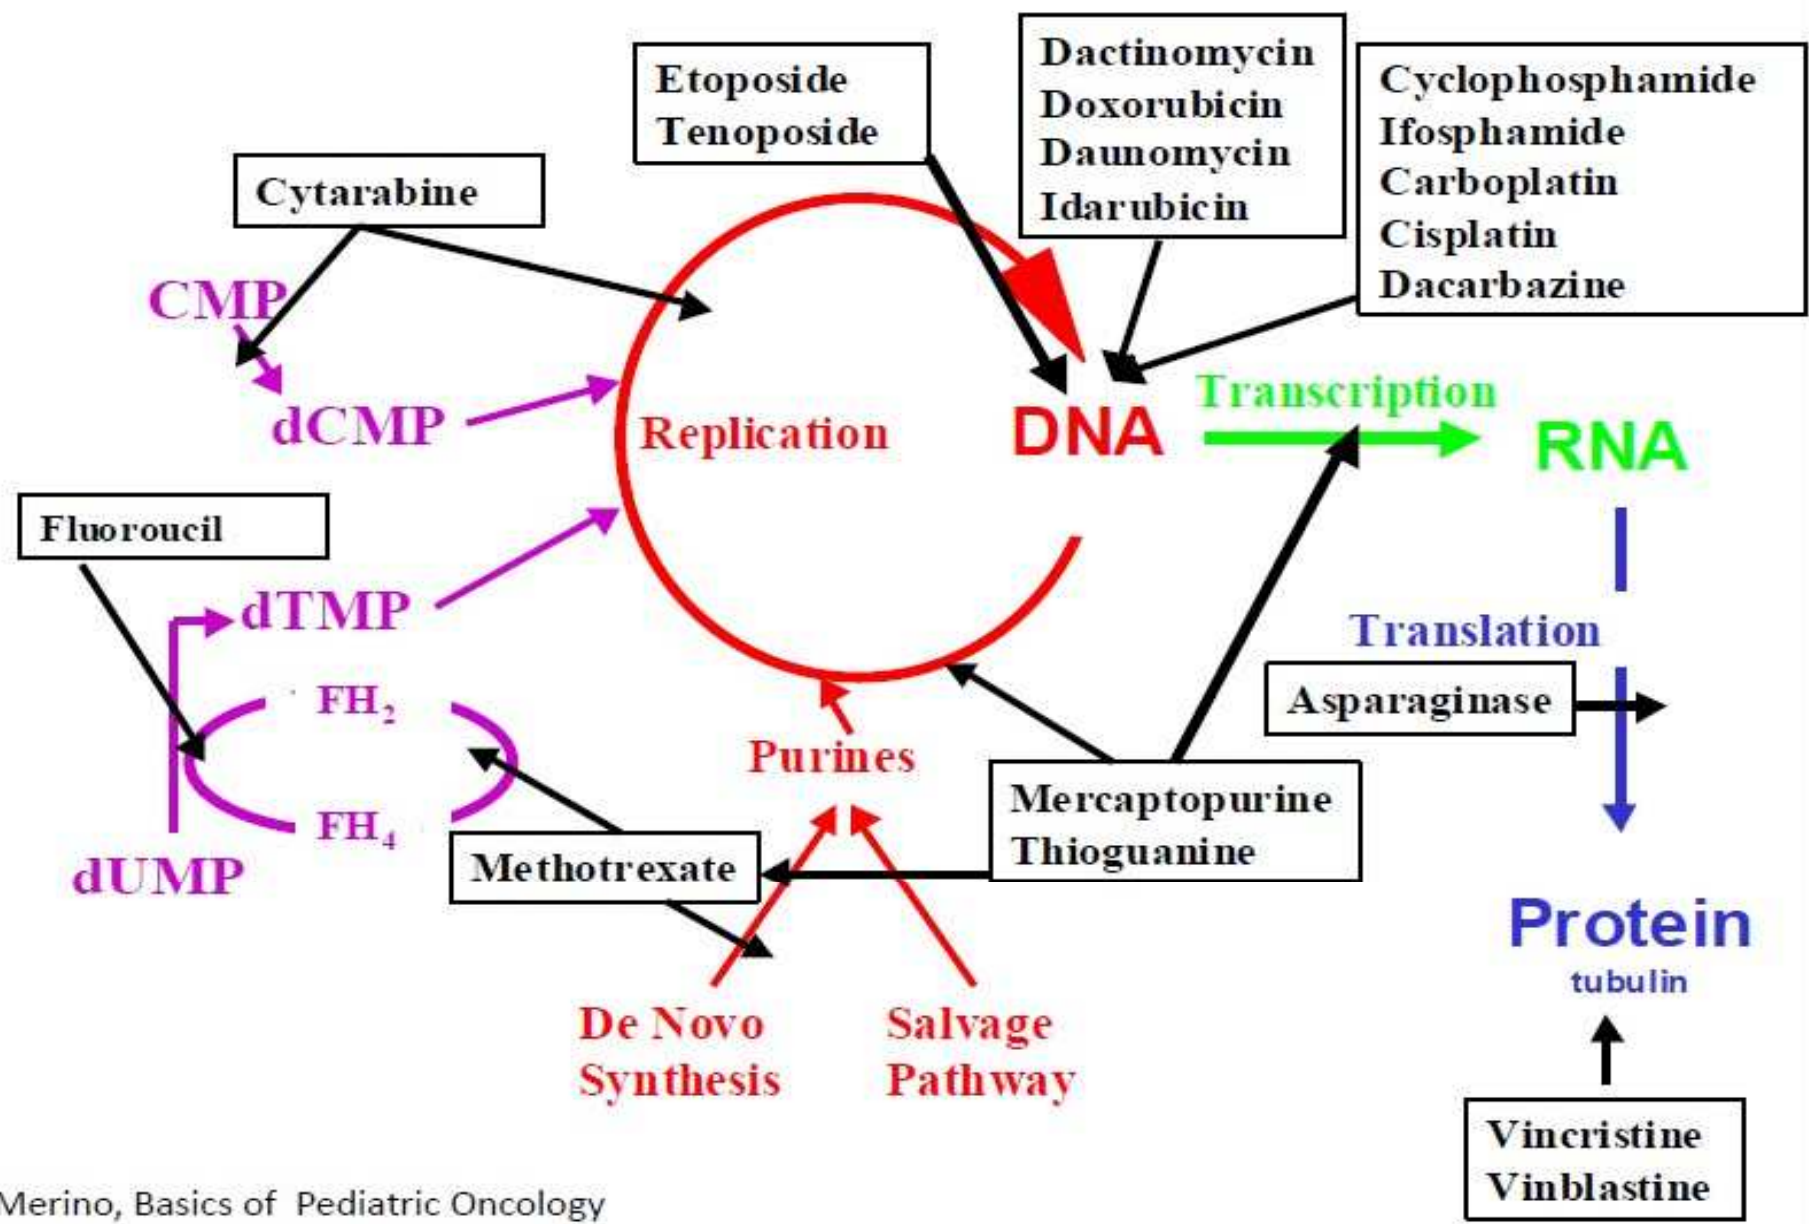 Etoposide
Tenoposide
Dactinomycin
Doxorubicin
Daunomycin
Idarubicin
Cyclophosphamide
Ifosphamide
Carboplatin
Cisplatin
Dacarbazine
Cytarabine
CMP
dCMP
Replication
DNA
Transcription
RNA
Fluoroucil
dTMP
FH₂
FH₄
dUMP
Translation
Asparaginase
Purines
Mercaptopurine
Thioguanine
Methotrexate
De Novo
Synthesis
Salvage
Pathway
Protein
tubulin
Vincristine
Vinblastine
Merino, Basics of Pediatric Oncology